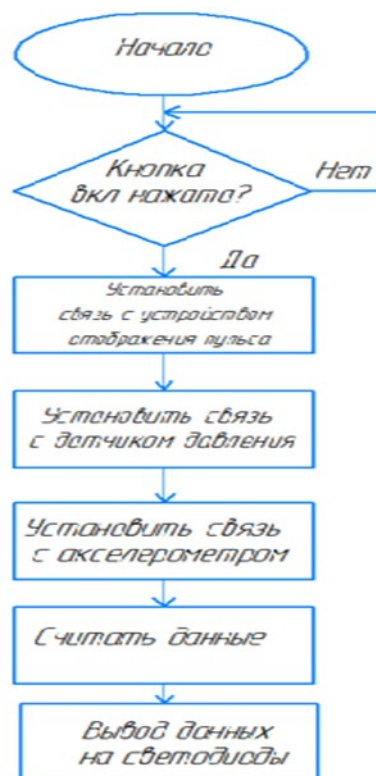 Начало
Кнопка
вкл нажата?
Нет
Да
Установить
связь с устройством
отображения пульса
Установить связь
с датчиком давления
Установить связь
с акселерометром
Считать данные
Вывод данных
на светодиоды